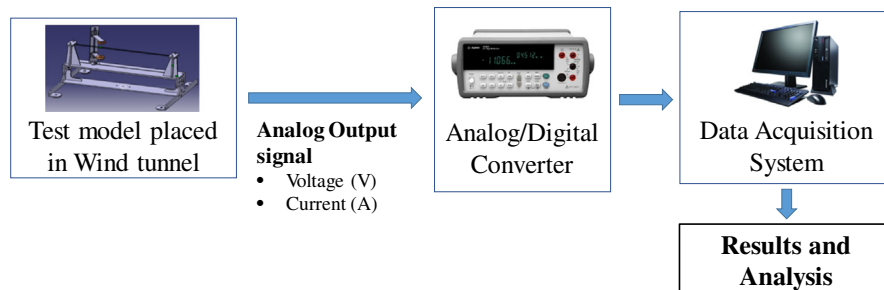 Test model placed
in Wind tunnel
Analog Output
signal
• Voltage (V)
• Current (A)
Analog/Digital
Converter
Data Acquisition
System
Results and
Analysis